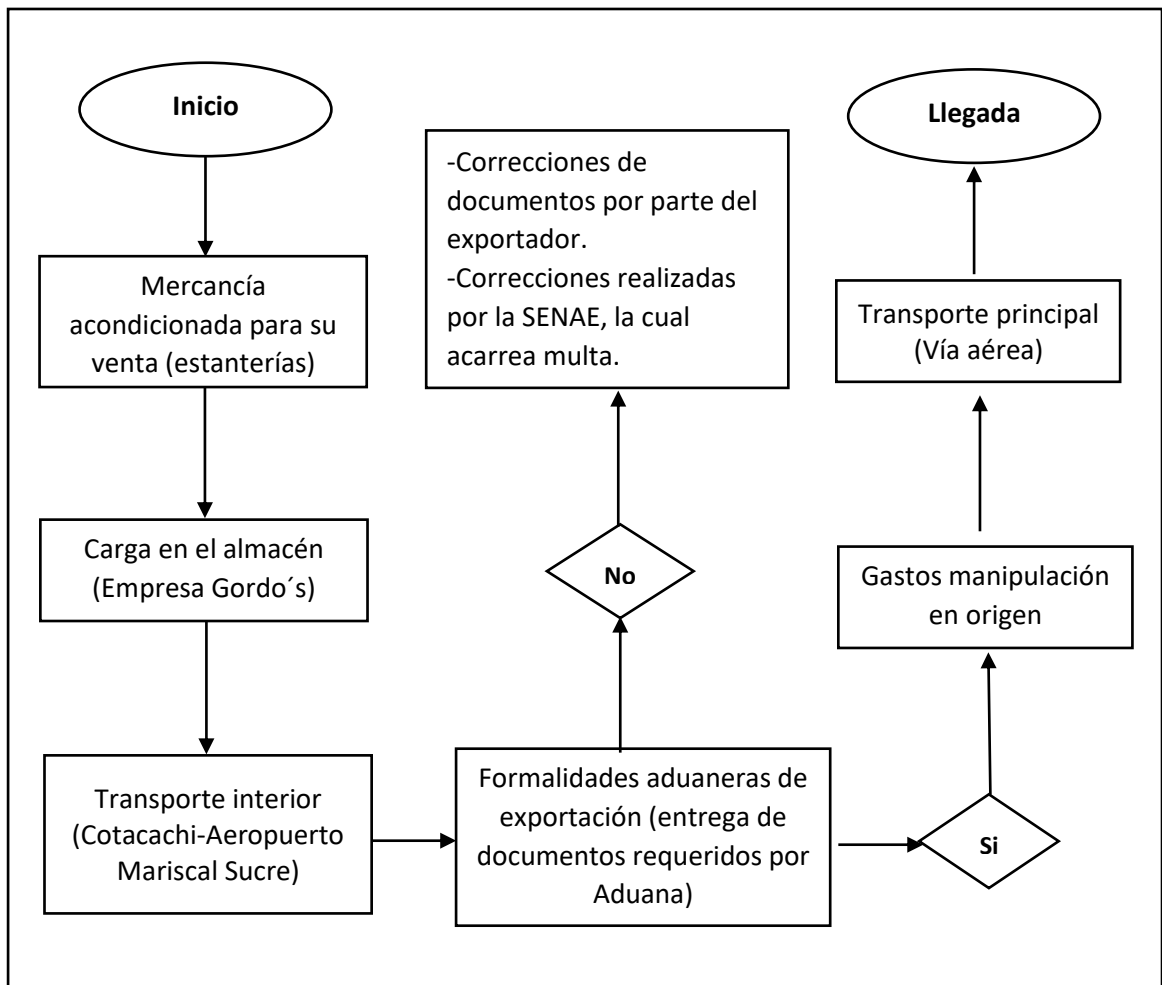 Inicio
Mercancía
acondicionada para su
venta (estanterías)
Carga en el almacén
(Empresa Gordo´s)
Transporte interior
(Cotacachi-Aeropuerto
Mariscal Sucre)
Formalidades aduaneras de
exportación (entrega de
documentos requeridos por
Aduana)
No
-Correcciones de
documentos por parte del
exportador.
-Correcciones realizadas
por la SENAE, la cual
acarrea multa.
Si
Gastos manipulación
en origen
Transporte principal
(Vía aérea)
Llegada